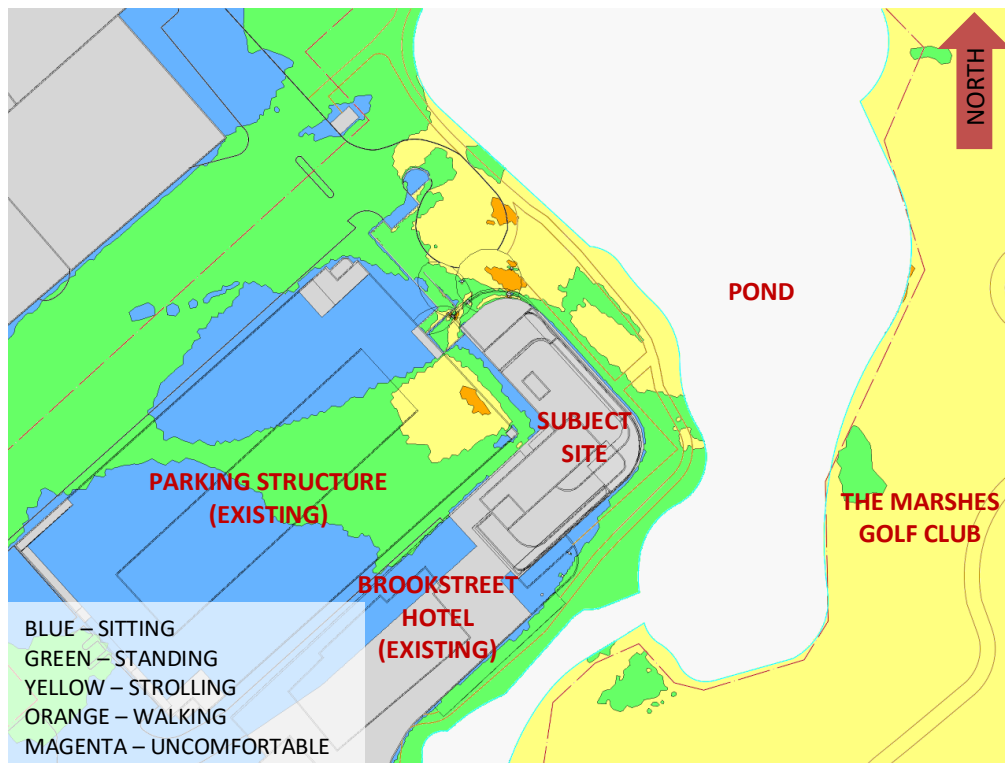 NORTH
POND
SUBJECT
SITE
PARKING STRUCTURE
(EXISTING)
THE MARSHES
GOLF CLUB
BROOKSTREET
HOTEL
(EXISTING)
BLUE – SITTING
GREEN – STANDING
YELLOW – STROLLING
ORANGE – WALKING
MAGENTA – UNCOMFORTABLE